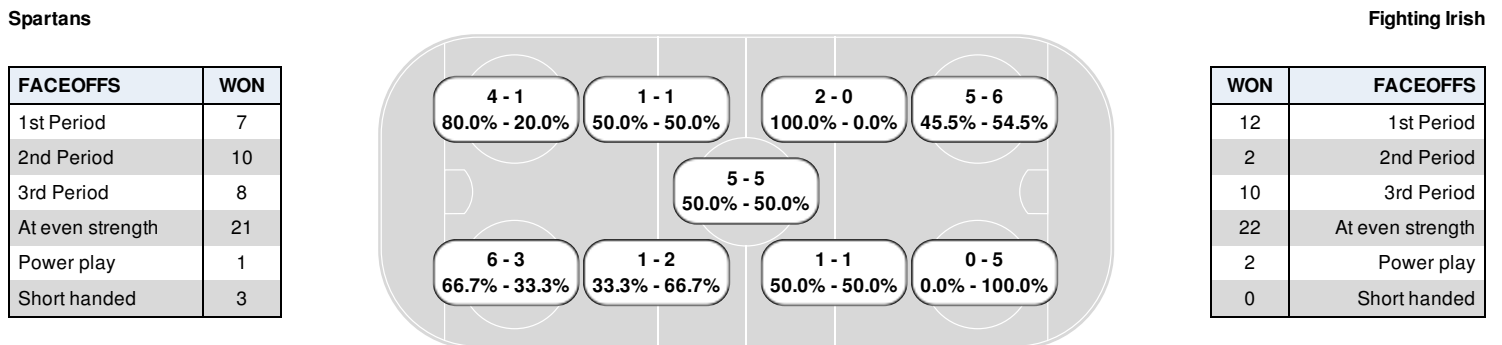 Spartans
Fighting Irish
FACEOFFS WON
1st Period 7
2nd Period 10
3rd Period 8
At even strength 21
Power play 1
Short handed 3
4 - 1
80.0% - 20.0%
1 - 1
50.0% - 50.0%
2 - 0
100.0% - 0.0%
5 - 6
45.5% - 54.5%
5 - 5
50.0% - 50.0%
6 - 3
66.7% - 33.3%
1 - 2
33.3% - 66.7%
1 - 1
50.0% - 50.0%
0 - 5
0.0% - 100.0%
WON FACEOFFS
12 1st Period
2 2nd Period
10 3rd Period
22 At even strength
2 Power play
0 Short handed